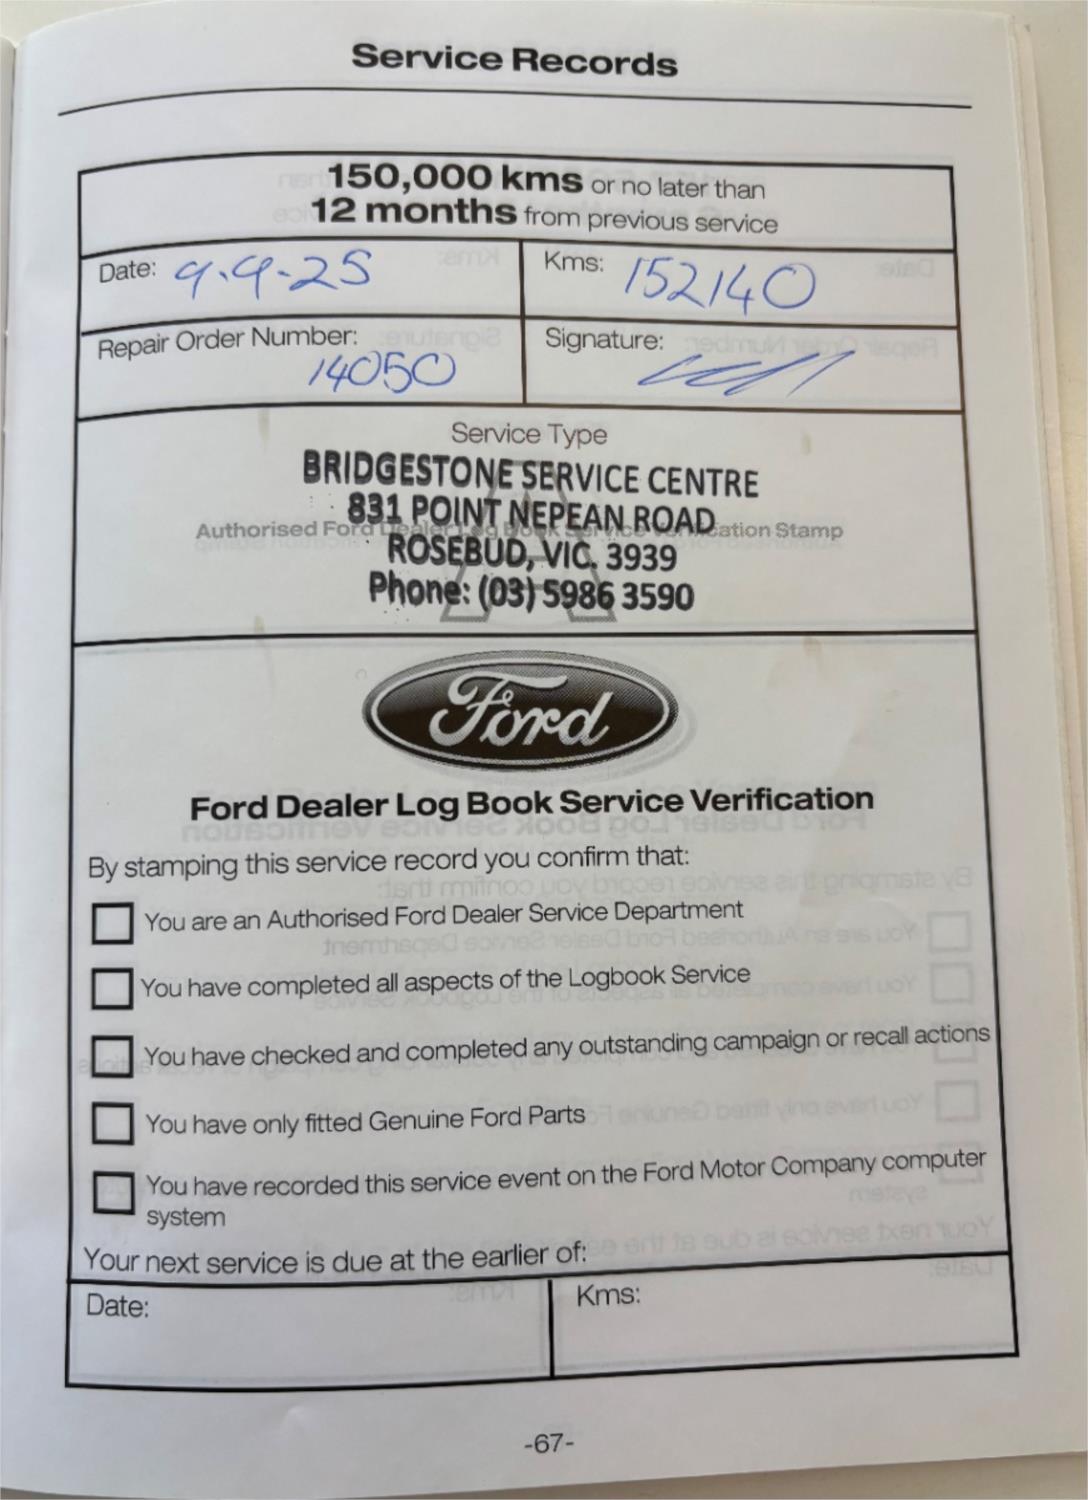 Service Records
150,000 kms or no later than
12 months from previous service
Date: 9.9.25
Kms: 152140
Repair Order Number:
14050
Signature:
Service Type
BRIDGESTONE SERVICE CENTRE
831 POINT NEPEAN ROAD
Authorised Ford Dealer Log Book Service Verification Stamp
ROSEBUD, VIC. 3939
Phone: (03) 5986 3590
Ford
Ford Dealer Log Book Service Verification
By stamping this service record you confirm that:
You are an Authorised Ford Dealer Service Department
You have completed all aspects of the Logbook Service
You have checked and completed any outstanding campaign or recall actions
You have only fitted Genuine Ford Parts
You have recorded this service event on the Ford Motor Company computer
system
Your next service is due at the earlier of:
Date:
Kms:
-67-